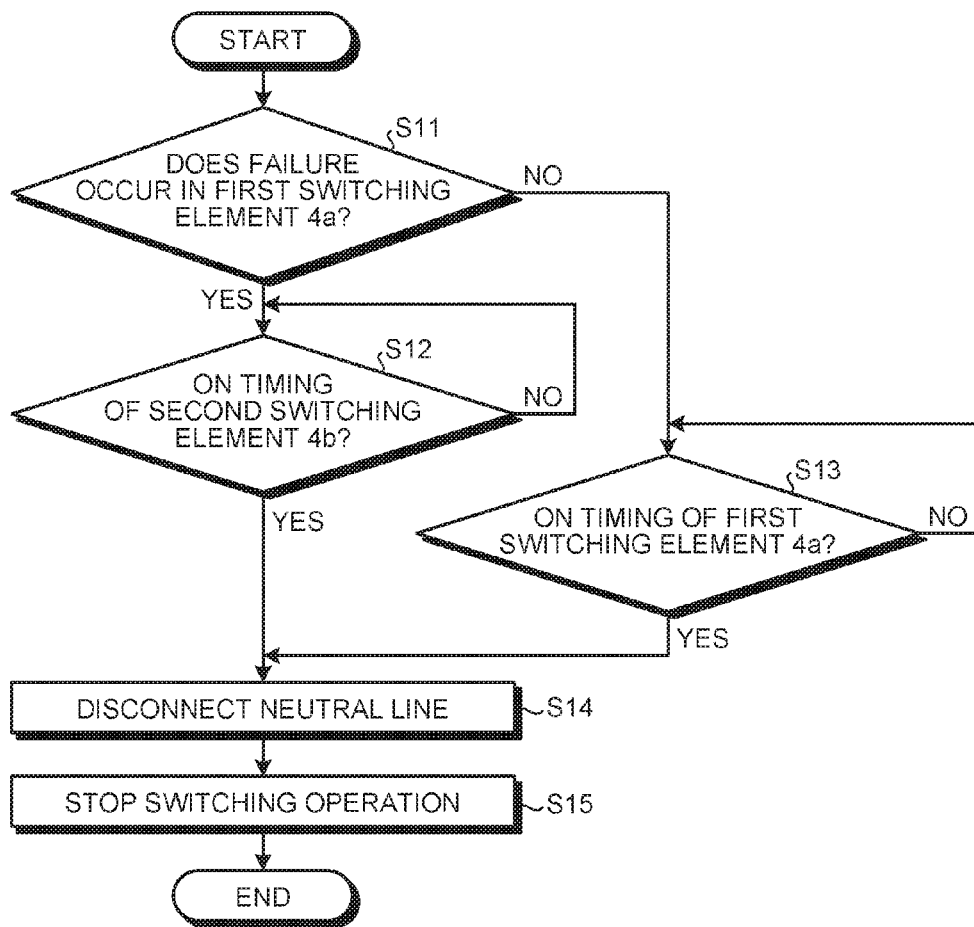 START
S11
DOES FAILURE
OCCUR IN FIRST SWITCHING
ELEMENT 4a?
NO
YES
S12
ON TIMING
OF SECOND SWITCHING
ELEMENT 4b?
NO
YES
S13
ON TIMING OF FIRST
SWITCHING ELEMENT 4a?
NO
YES
DISCONNECT NEUTRAL LINE
S14
STOP SWITCHING OPERATION
S15
END